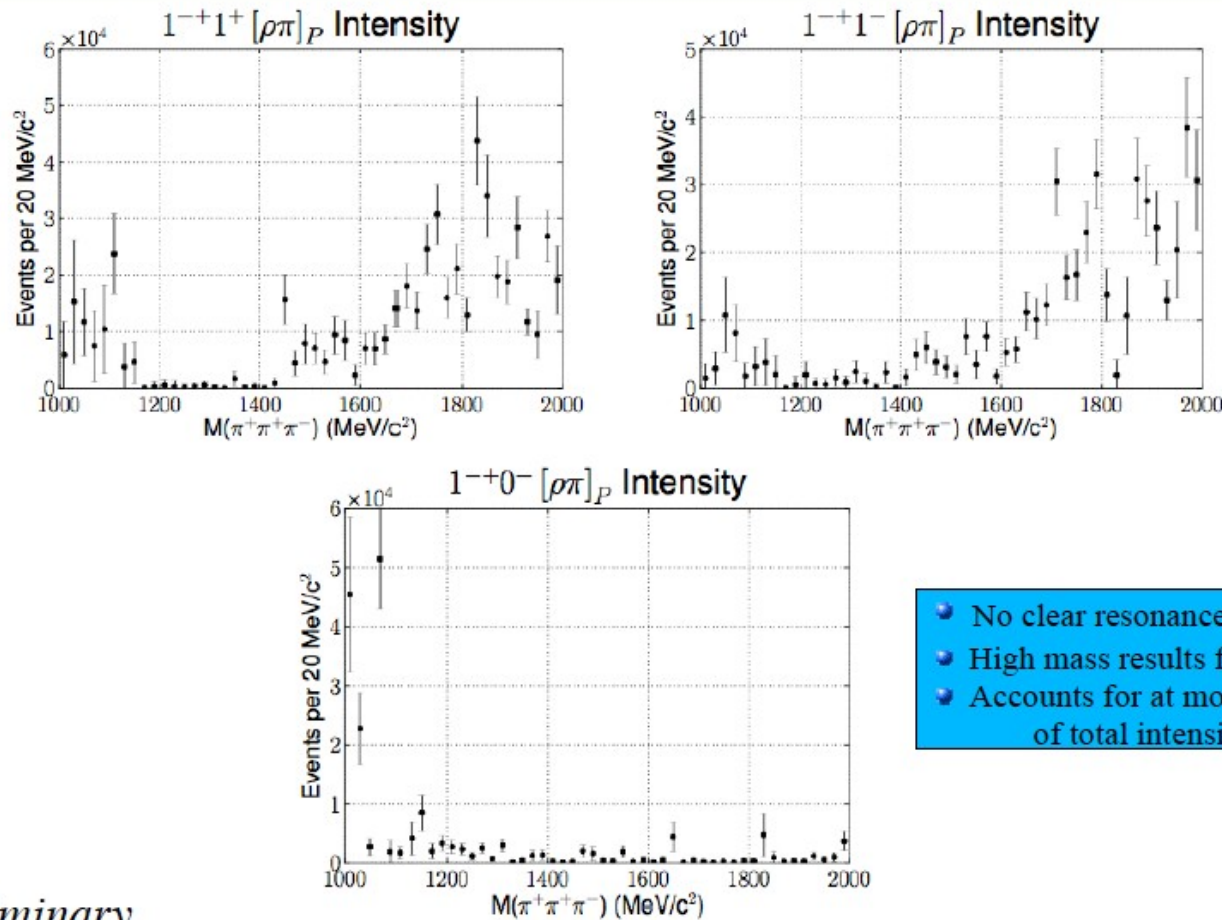 1⁻⁺1⁺ [ρπ]_P Intensity
×10⁴
6
5
4
3
2
1
0
Events per 20 MeV/c²
1000 1200 1400 1600 1800 2000
M(π⁺π⁺π⁻) (MeV/c²)
1⁻⁺1⁻ [ρπ]_P Intensity
×10⁴
5
4
3
2
1
0
Events per 20 MeV/c²
1000 1200 1400 1600 1800 2000
M(π⁺π⁺π⁻) (MeV/c²)
1⁻⁺0⁻ [ρπ]_P Intensity
×10⁴
6
5
4
3
2
1
0
Events per 20 MeV/c²
1000 1200 1400 1600 1800 2000
M(π⁺π⁺π⁻) (MeV/c²)
No clear resonance
High mass results f
Accounts for at mo
of total intensi
minary